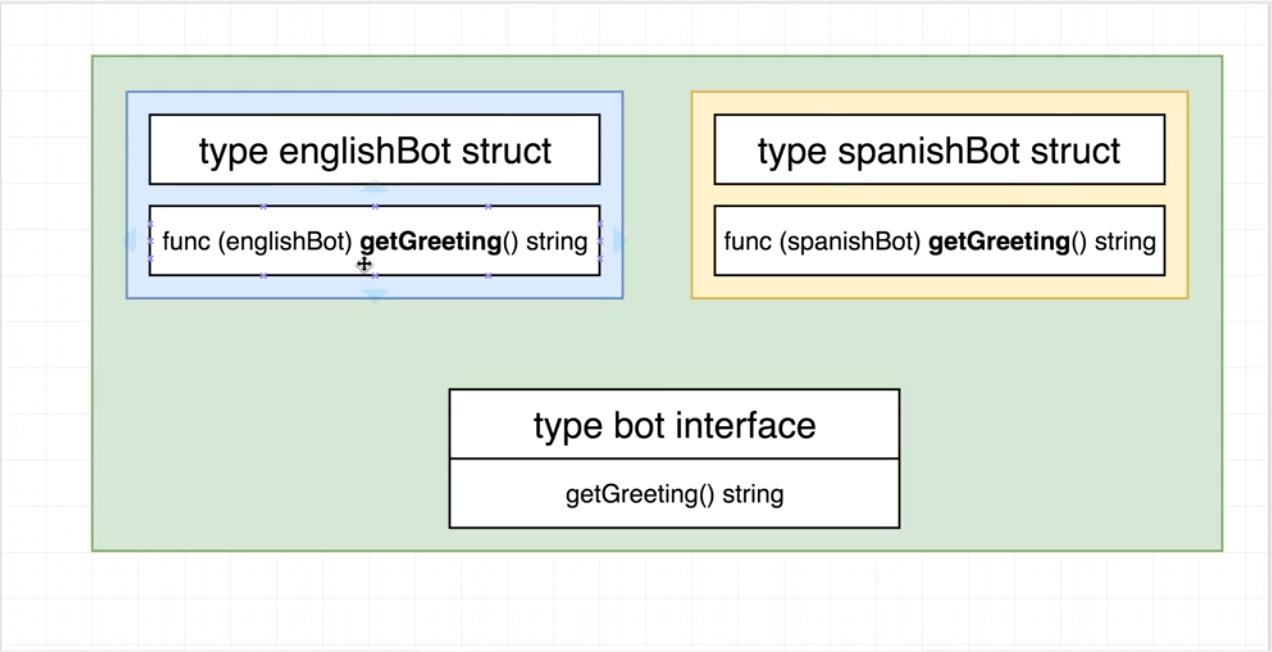 type englishBot struct
func (englishBot) getGreeting() string
type spanishBot struct
func (spanishBot) getGreeting() string
type bot interface
getGreeting() string